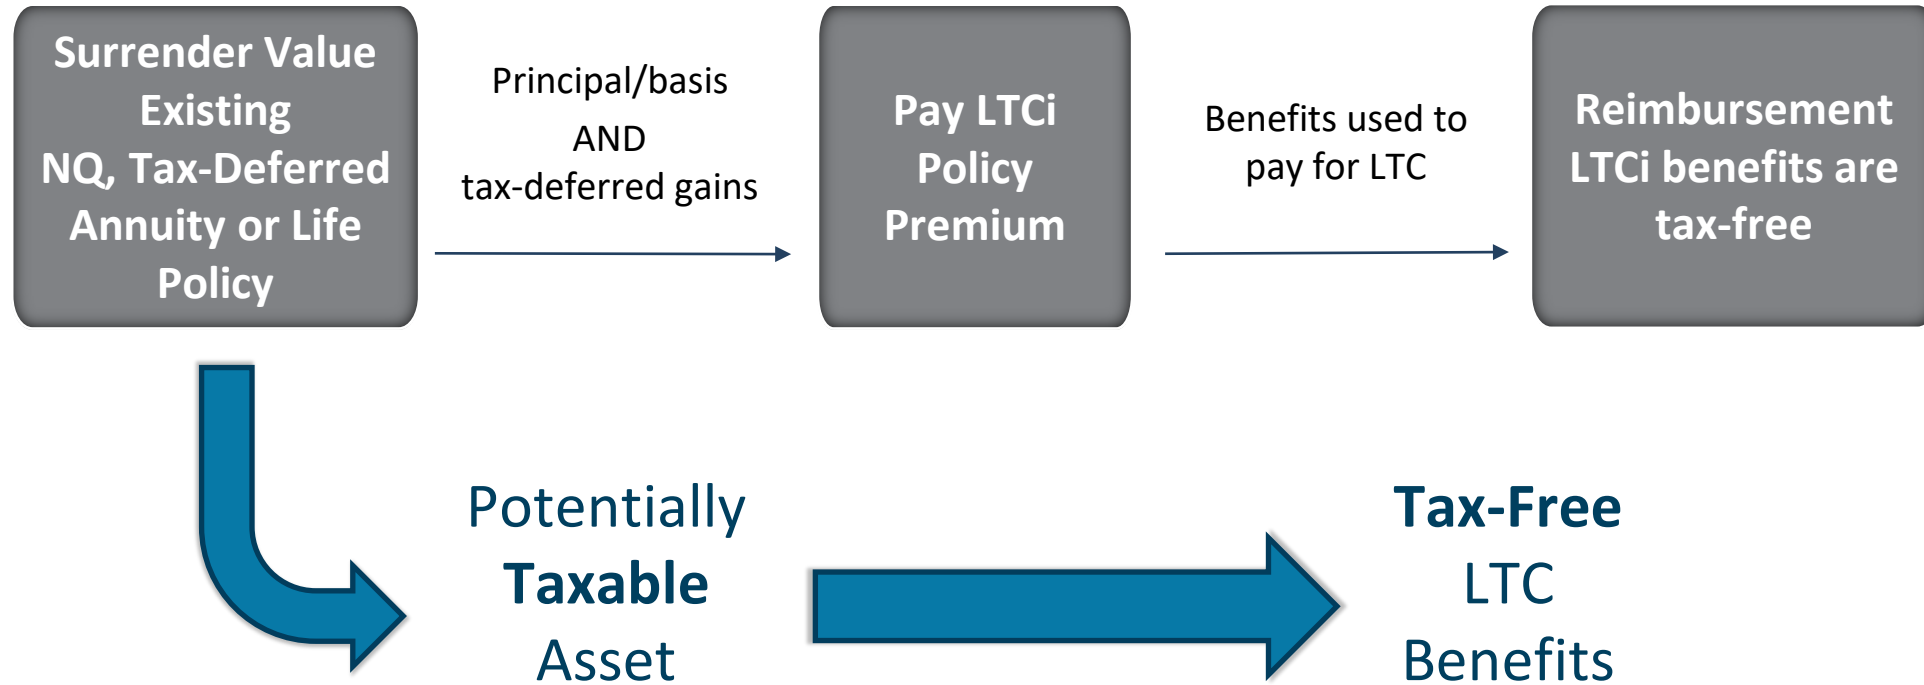 Surrender Value
Existing
NQ, Tax-Deferred
Annuity or Life
Policy
Principal/basis
AND
tax-deferred gains
Pay LTCi
Policy
Premium
Benefits used to
pay for LTC
Reimbursement
LTCi benefits are
tax-free
Potentially
Taxable
Asset
Tax-Free
LTC
Benefits